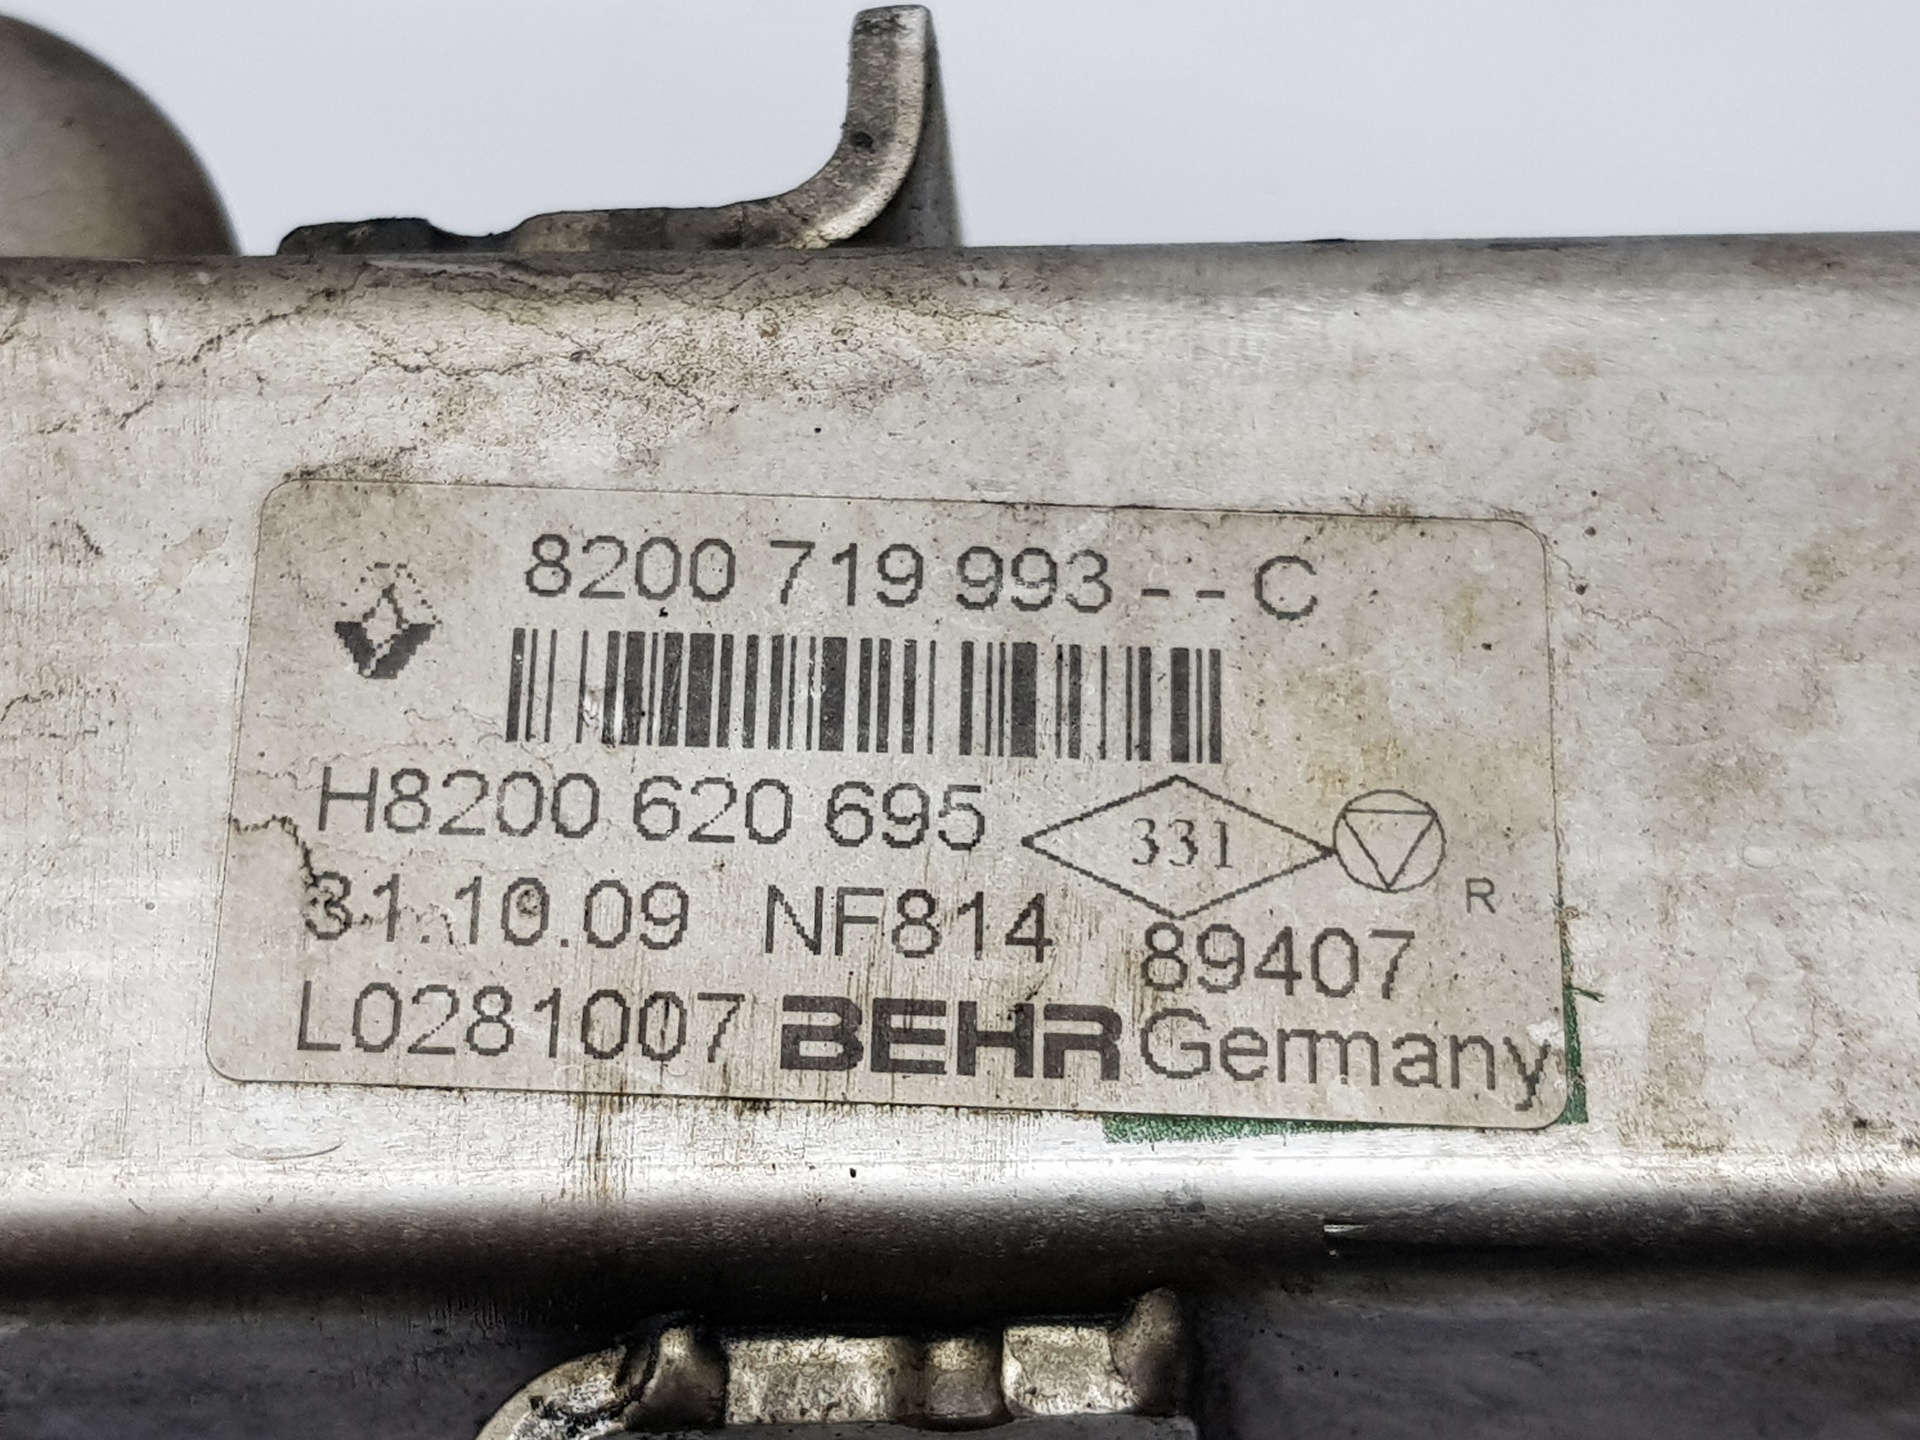 8200 719 993 - - C
H8200 620 695 331
R
31.10.09 NF814 89407
L0281007 BEHR Germany